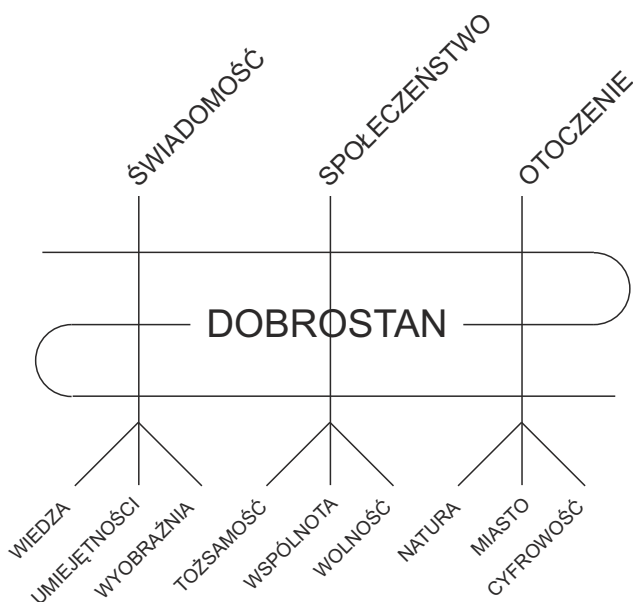 ŚWIADOMOŚĆ
SPOŁECZEŃSTWO
OTOCZENIE
DOBROSTAN
WIEDZA
UMIEJĘTNOŚCI
WYOBRAŹNIA
TOŻSAMOŚĆ
WSPÓLNOTA
WOLNOŚĆ
NATURA
MIASTO
CYFROWOŚĆ